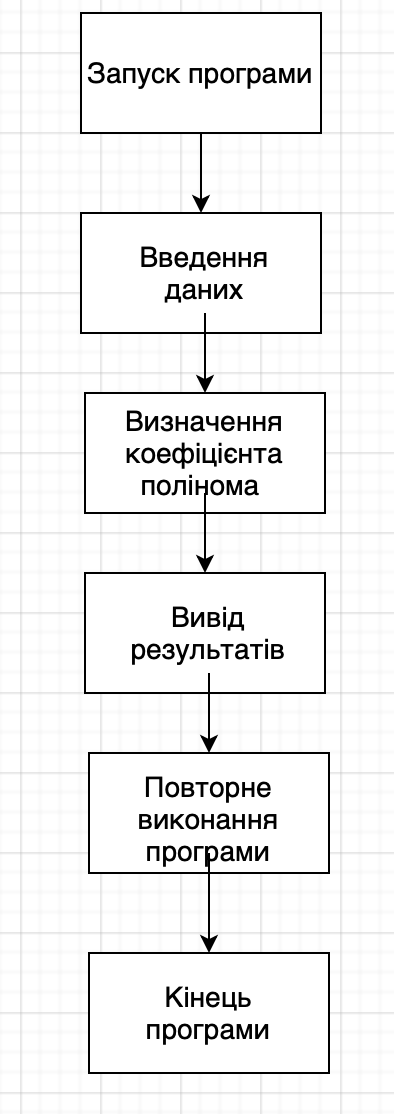 Запуск програми
Введення
даних
Визначення
коефіцієнта
полінома
Вивід
результатів
Повторне
виконання
програми
Кінець
програми